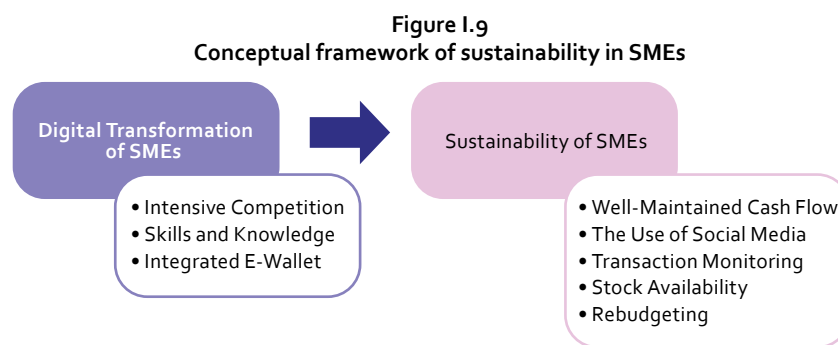 Figure I.9
Conceptual framework of sustainability in SMEs
Digital Transformation
of SMEs
• Intensive Competition
• Skills and Knowledge
• Integrated E-Wallet
Sustainability of SMEs
• Well-Maintained Cash Flow
• The Use of Social Media
• Transaction Monitoring
• Stock Availability
• Rebudgeting